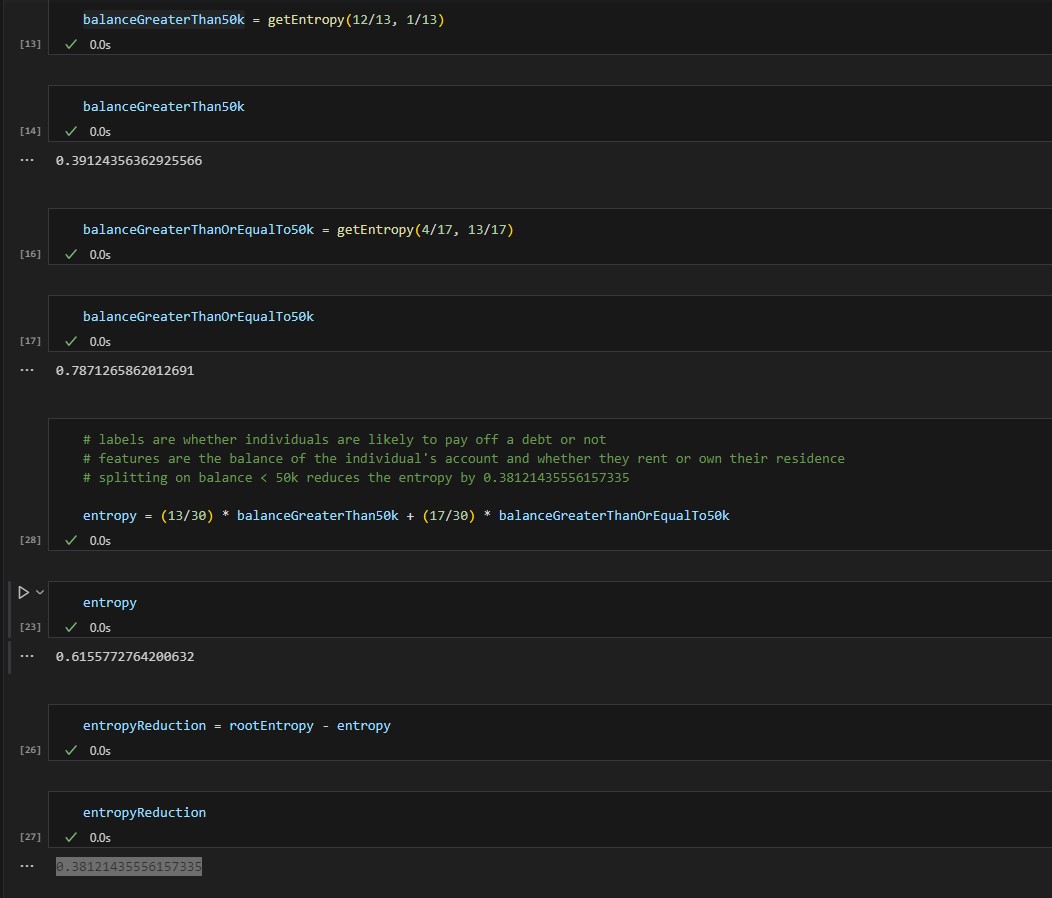 balanceGreaterThan50k = getEntropy(12/13, 1/13)
[13] 0.0s
balanceGreaterThan50k
[14] 0.0s
... 0.39124356362925566
balanceGreaterThanOrEqualTo50k = getEntropy(4/17, 13/17)
[16] 0.0s
balanceGreaterThanOrEqualTo50k
[17] 0.0s
... 0.7871265862012691
# labels are whether individuals are likely to pay off a debt or not
# features are the balance of the individual's account and whether they rent or own their residence
# splitting on balance < 50k reduces the entropy by 0.38121435556157335
entropy = (13/30) * balanceGreaterThan50k + (17/30) * balanceGreaterThanOrEqualTo50k
[28] 0.0s
entropy
[23] 0.0s
... 0.6155772764200632
entropyReduction = rootEntropy - entropy
[26] 0.0s
entropyReduction
[27] 0.0s
... 0.38121435556157335